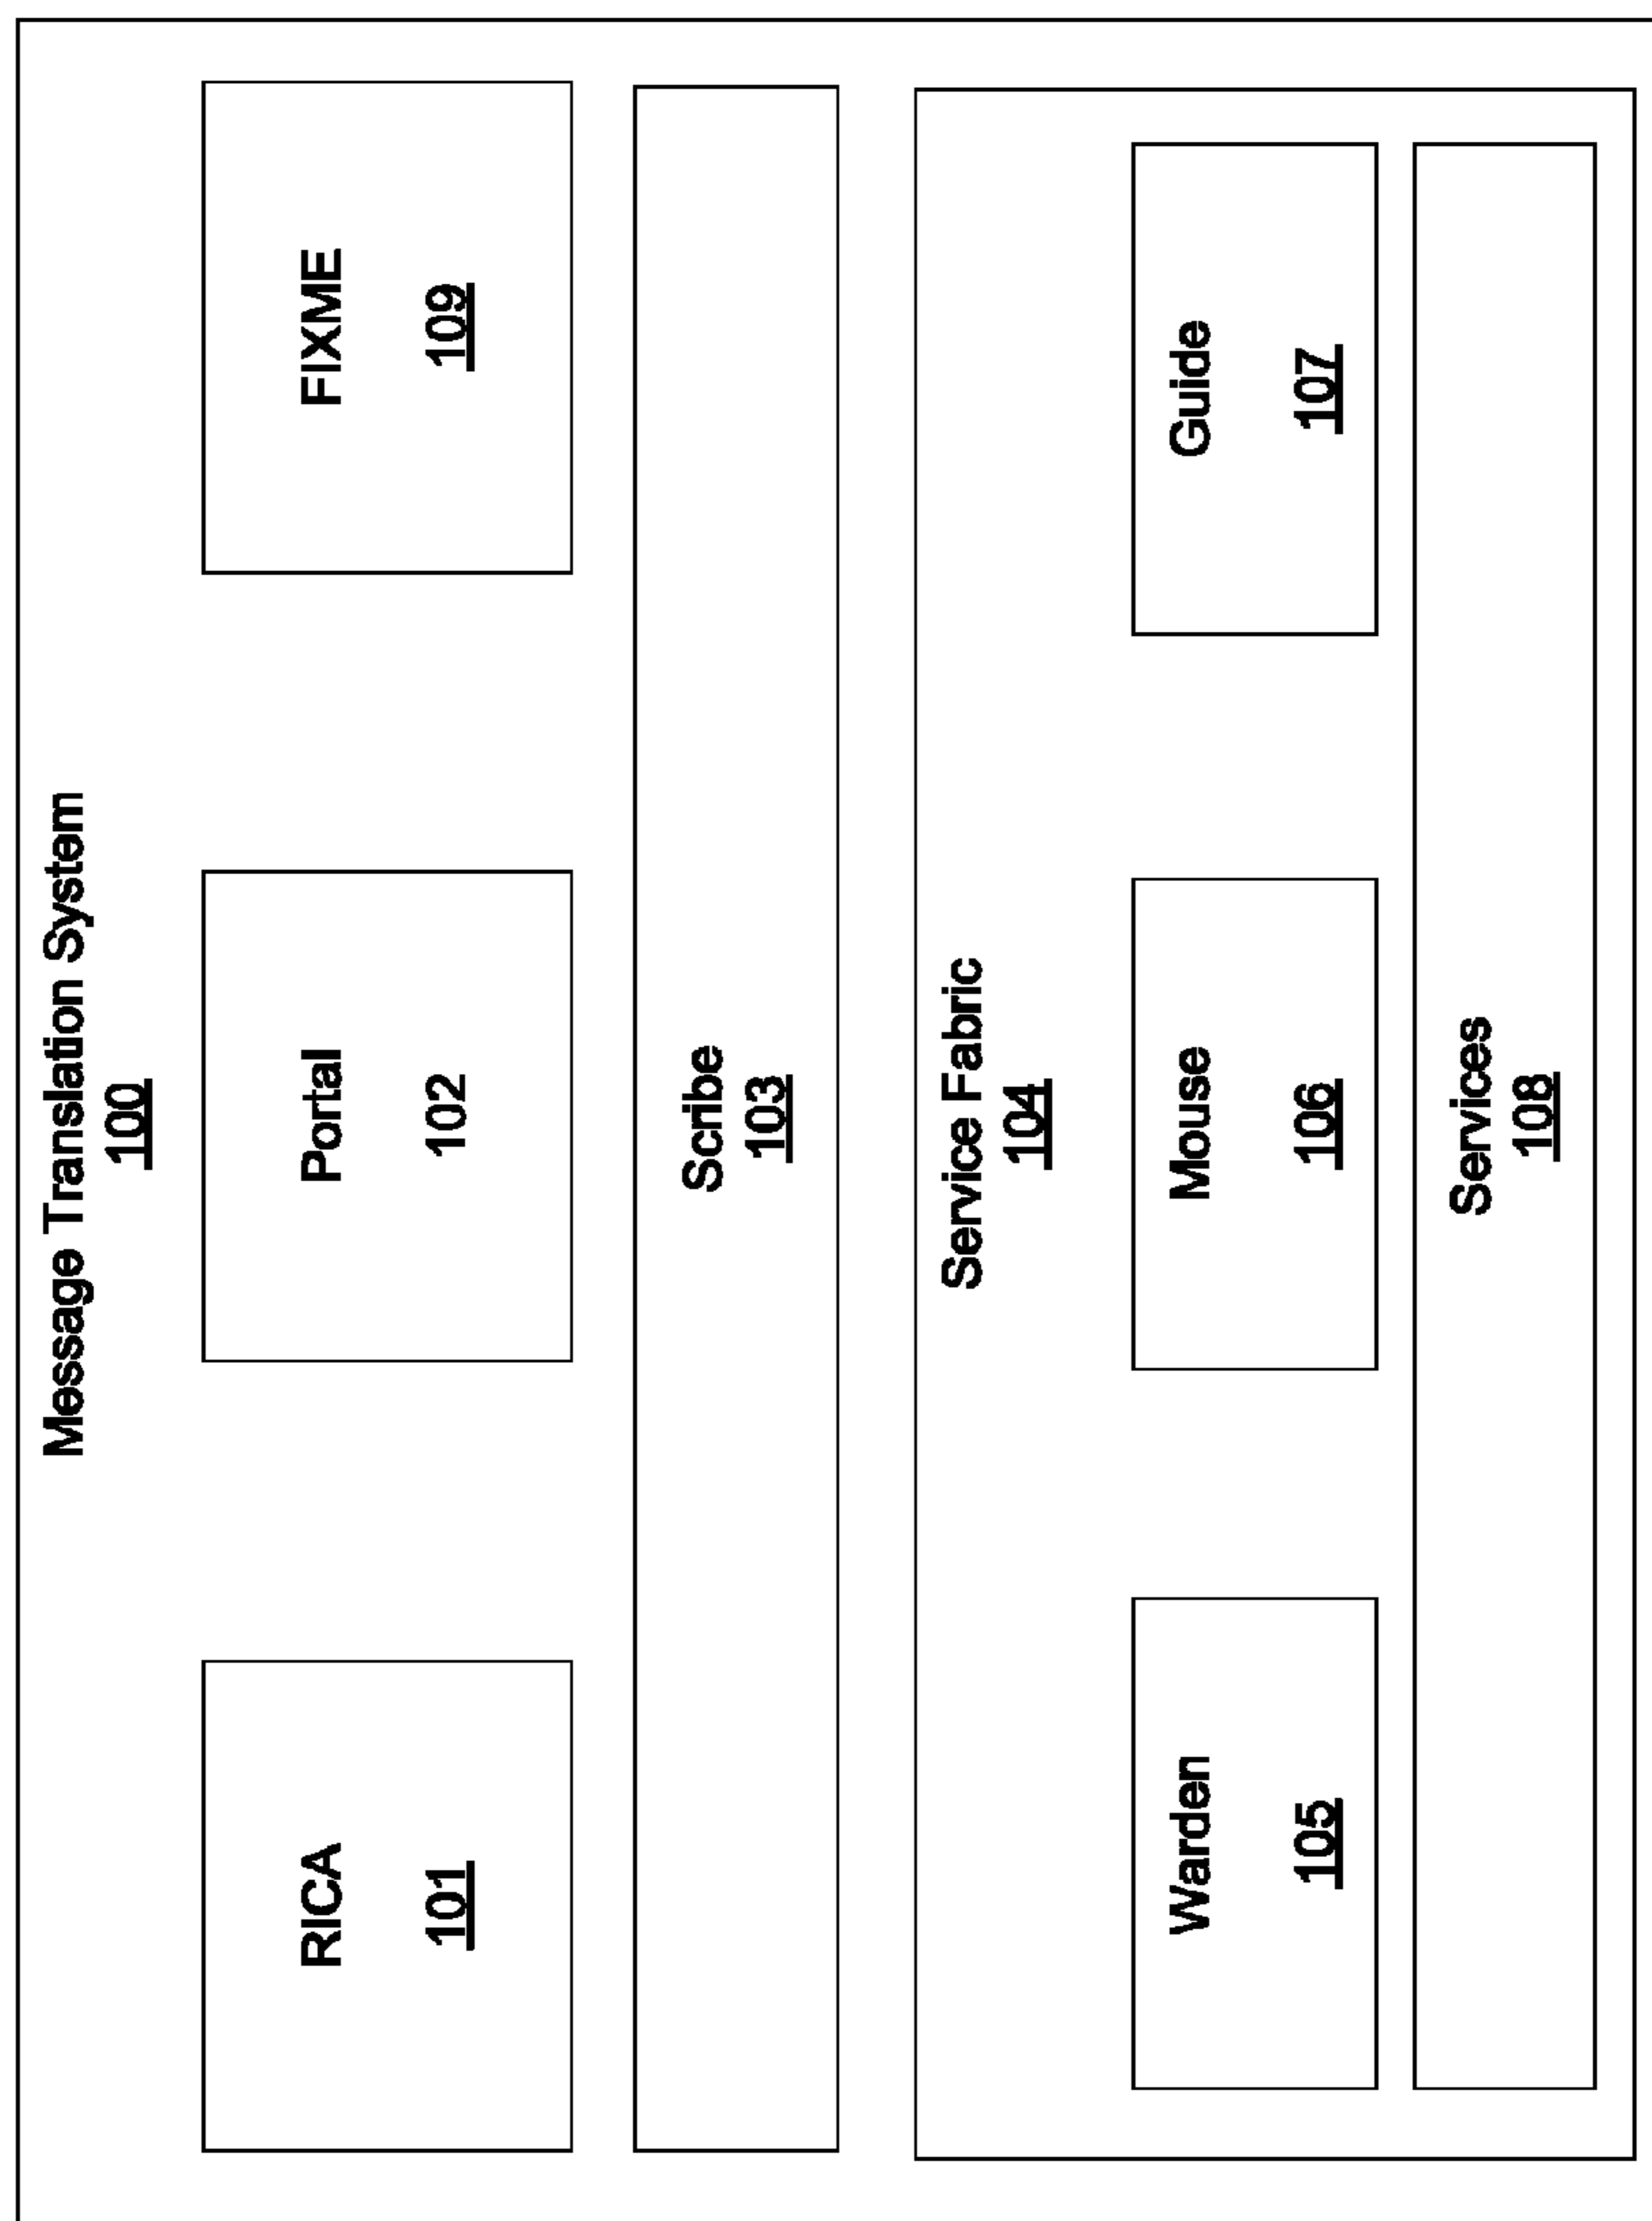 Message Translation System
100
RICA
101
Portal
102
FIXME
109
Scribe
103
Service Fabric
104
Warden
105
Mouse
106
Guide
107
Services
108